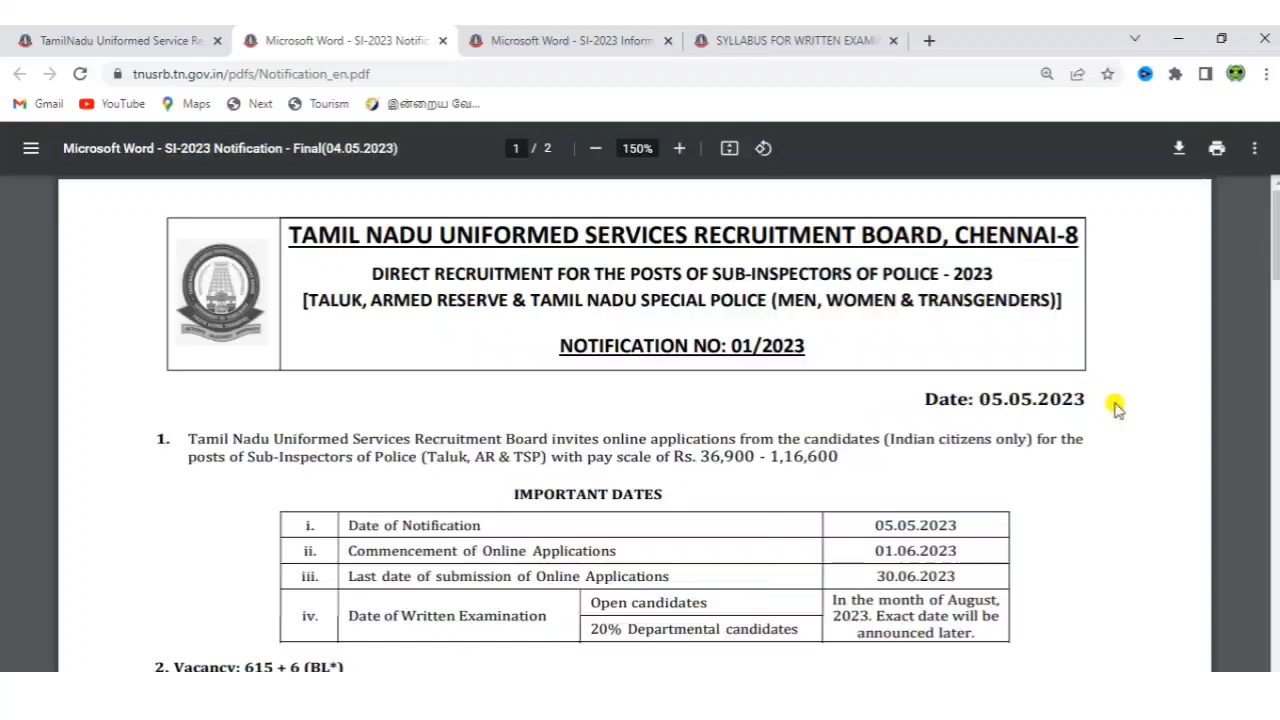 TamilNadu Uniformed Service Re
Microsoft Word - SI-2023 Notific
Microsoft Word - SI-2023 Inform
SYLLABUS FOR WRITTEN EXAMI
tnusrb.tn.gov.in/pdfs/Notification_en.pdf
Gmail YouTube Maps Next Tourism இன்றைய வே...
Microsoft Word - SI-2023 Notification - Final(04.05.2023) 1 / 2 150%
TAMIL NADU UNIFORMED SERVICES RECRUITMENT BOARD, CHENNAI-8
DIRECT RECRUITMENT FOR THE POSTS OF SUB-INSPECTORS OF POLICE - 2023
[TALUK, ARMED RESERVE & TAMIL NADU SPECIAL POLICE (MEN, WOMEN & TRANSGENDERS)]
NOTIFICATION NO: 01/2023
Date: 05.05.2023
1. Tamil Nadu Uniformed Services Recruitment Board invites online applications from the candidates (Indian citizens only) for the
posts of Sub-Inspectors of Police (Taluk, AR & TSP) with pay scale of Rs. 36,900 - 1,16,600
IMPORTANT DATES
i. Date of Notification 05.05.2023
ii. Commencement of Online Applications 01.06.2023
iii. Last date of submission of Online Applications 30.06.2023
iv. Date of Written Examination
Open candidates
20% Departmental candidates
In the month of August,
2023. Exact date will be
announced later.
2. Vacancy: 615 + 6 (BL*)